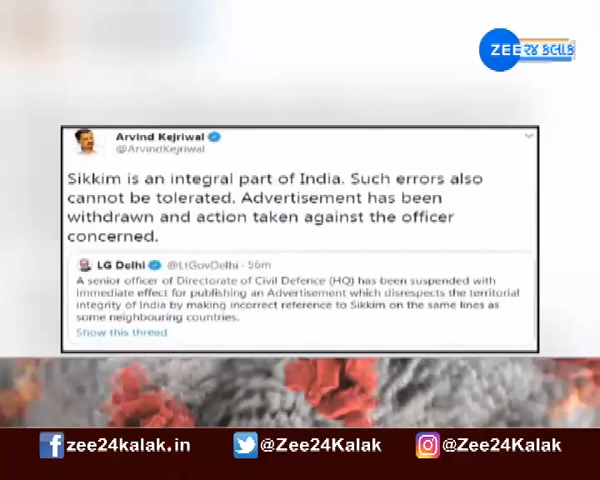 ZEE ૨૪ કલાક
Arvind Kejriwal
@ArvindKejriwal
Sikkim is an integral part of India. Such errors also
cannot be tolerated. Advertisement has been
withdrawn and action taken against the officer
concerned.
LG Delhi @LtGovDelhi · 56m
A senior officer of Directorate of Civil Defence (HQ) has been suspended with
immediate effect for publishing an Advertisement which disrespects the territorial
integrity of India by making incorrect reference to Sikkim on the same lines as
some neighbouring countries.
Show this thread
zee24kalak.in @Zee24Kalak @Zee24Kalak